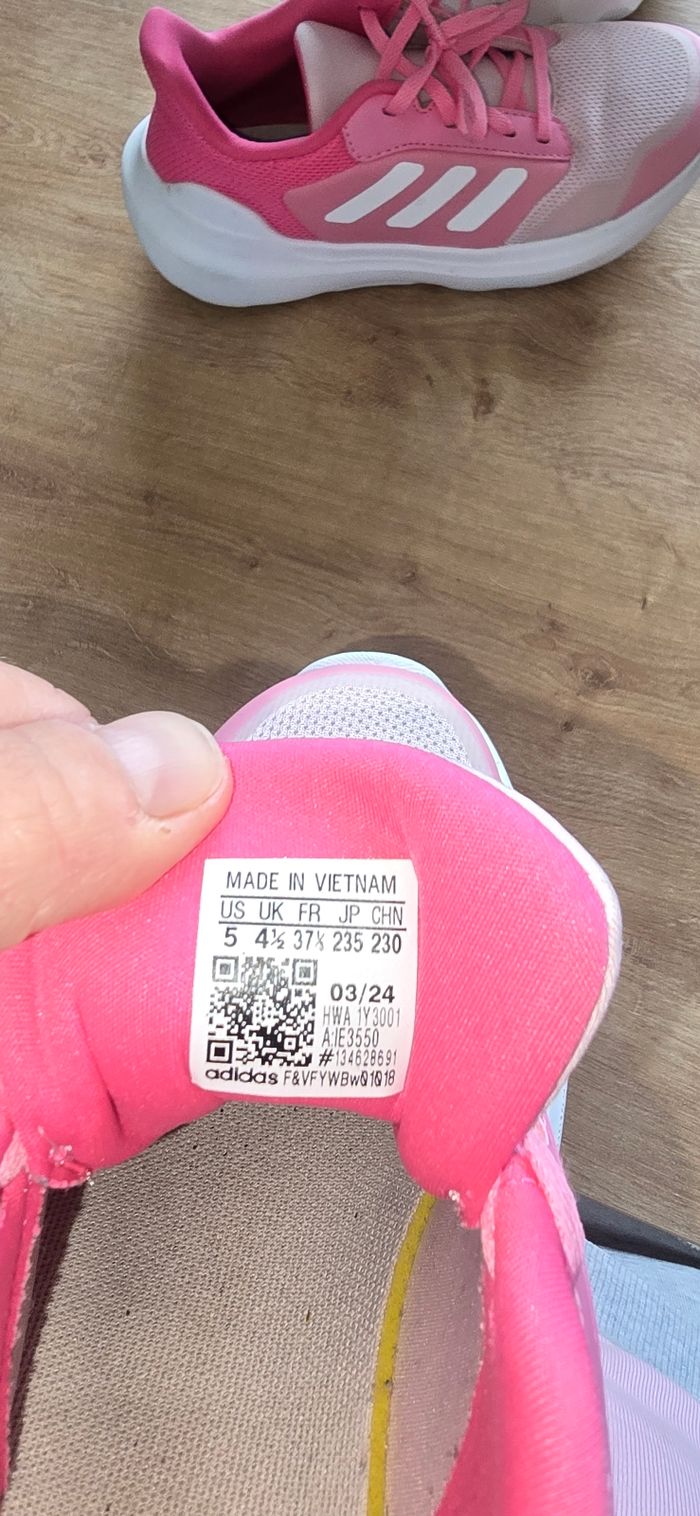 MADE IN VIETNAM
US UK FR JP CHN
5 4½ 37⅓ 235 230
03/24
HWA 1Y3001
A:IE3550
#134628691
adidas F&VFYWBw01018